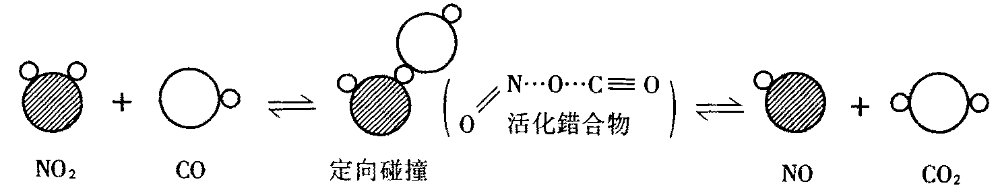 N···O···C≡O
O
活化錯合物
NO₂ + CO ⇌ 定向碰撞 ⇌ NO + CO₂